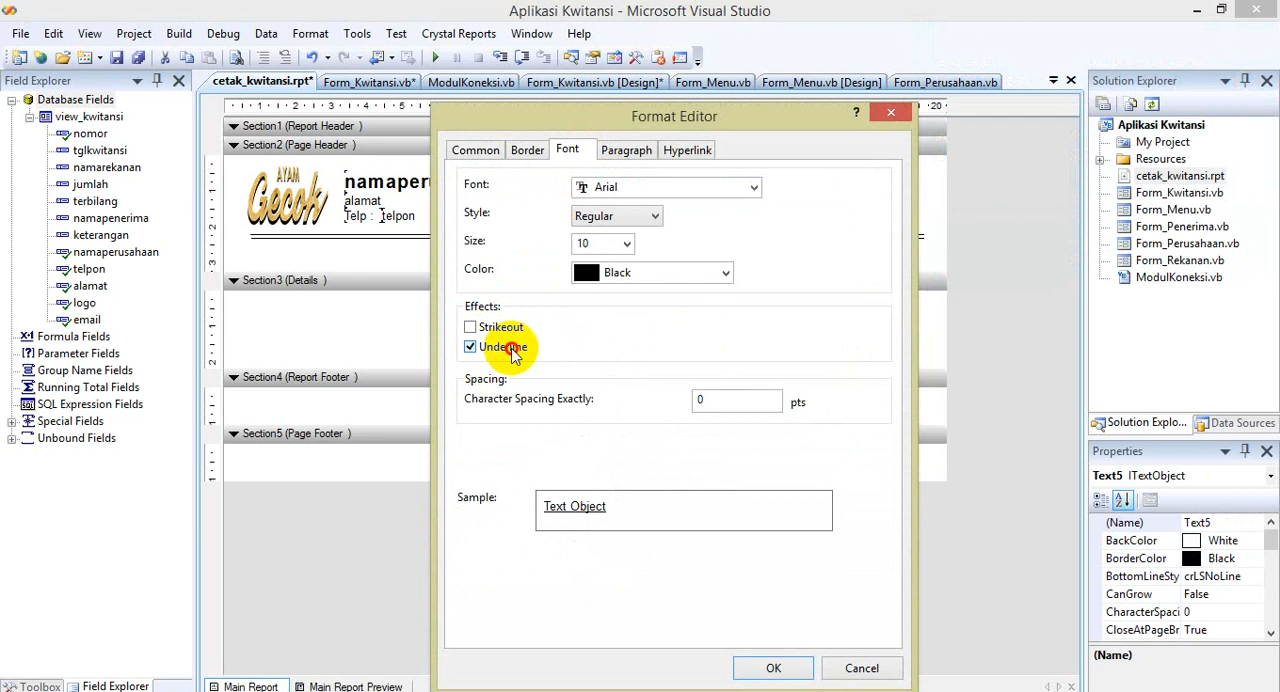 Aplikasi Kwitansi - Microsoft Visual Studio
File Edit View Project Build Debug Data Format Tools Test Crystal Reports Window Help
Field Explorer
cetak_kwitansi.rpt* Form_Kwitansi.vb* ModulKoneksi.vb Form_Kwitansi.vb [Design]* Form_Menu.vb Form_Menu.vb [Design] Form_Perusahaan.vb
Database Fields
view_kwitansi
nomor
tglkwitansi
namarekanan
jumlah
terbilang
namapenerima
keterangan
namaperusahaan
telpon
alamat
logo
email
Formula Fields
Parameter Fields
Group Name Fields
Running Total Fields
SQL Expression Fields
Special Fields
Unbound Fields
Toolbox Field Explorer
Section1 (Report Header )
Section2 (Page Header )
AYAM
Gecok
namaperu
alamat
Telp : telpon
Section3 (Details )
Section4 (Report Footer )
Section5 (Page Footer )
Main Report Main Report Preview
Format Editor
Common Border Font Paragraph Hyperlink
Font: Arial
Style: Regular
Size: 10
Color: Black
Effects:
Strikeout
Underline
Spacing:
Character Spacing Exactly: 0 pts
Sample: Text Object
OK Cancel
Solution Explorer
Aplikasi Kwitansi
My Project
Resources
cetak_kwitansi.rpt
Form_Kwitansi.vb
Form_Menu.vb
Form_Penerima.vb
Form_Perusahaan.vb
Form_Rekanan.vb
ModulKoneksi.vb
Solution Explo... Data Sources
Properties
Text5 ITextObject
(Name) Text5
BackColor White
BorderColor Black
BottomLineSty crLSNoLine
CanGrow False
CharacterSpaci 0
CloseAtPageBr True
(Name)